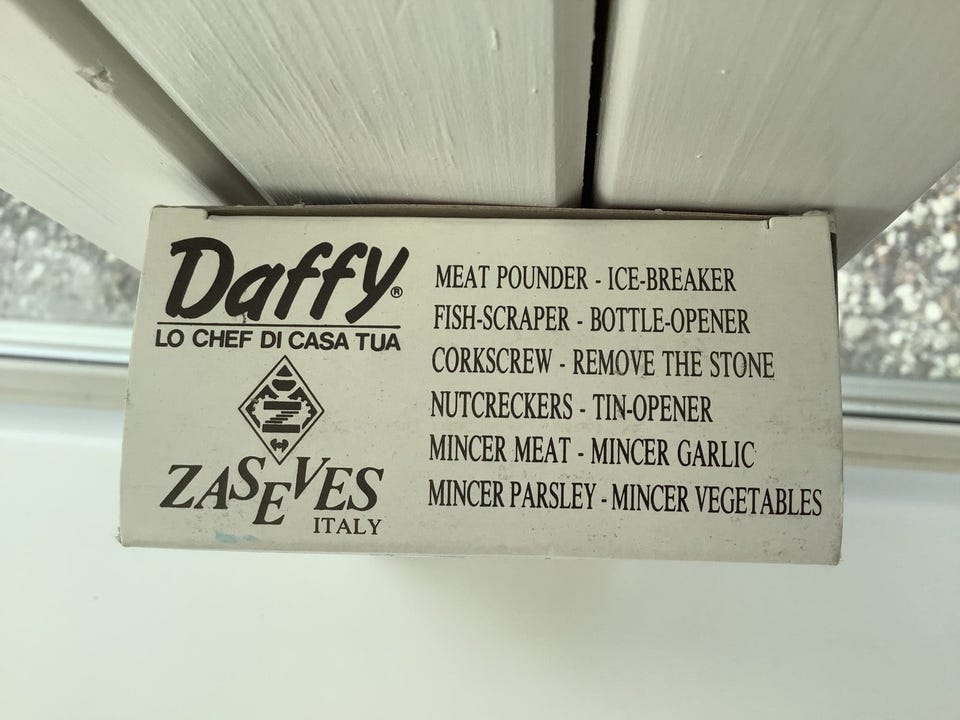 Daffy®
LO CHEF DI CASA TUA
ZASEVES
ITALY
MEAT POUNDER - ICE-BREAKER
FISH-SCRAPER - BOTTLE-OPENER
CORKSCREW - REMOVE THE STONE
NUTCRECKERS - TIN-OPENER
MINCER MEAT - MINCER GARLIC
MINCER PARSLEY - MINCER VEGETABLES